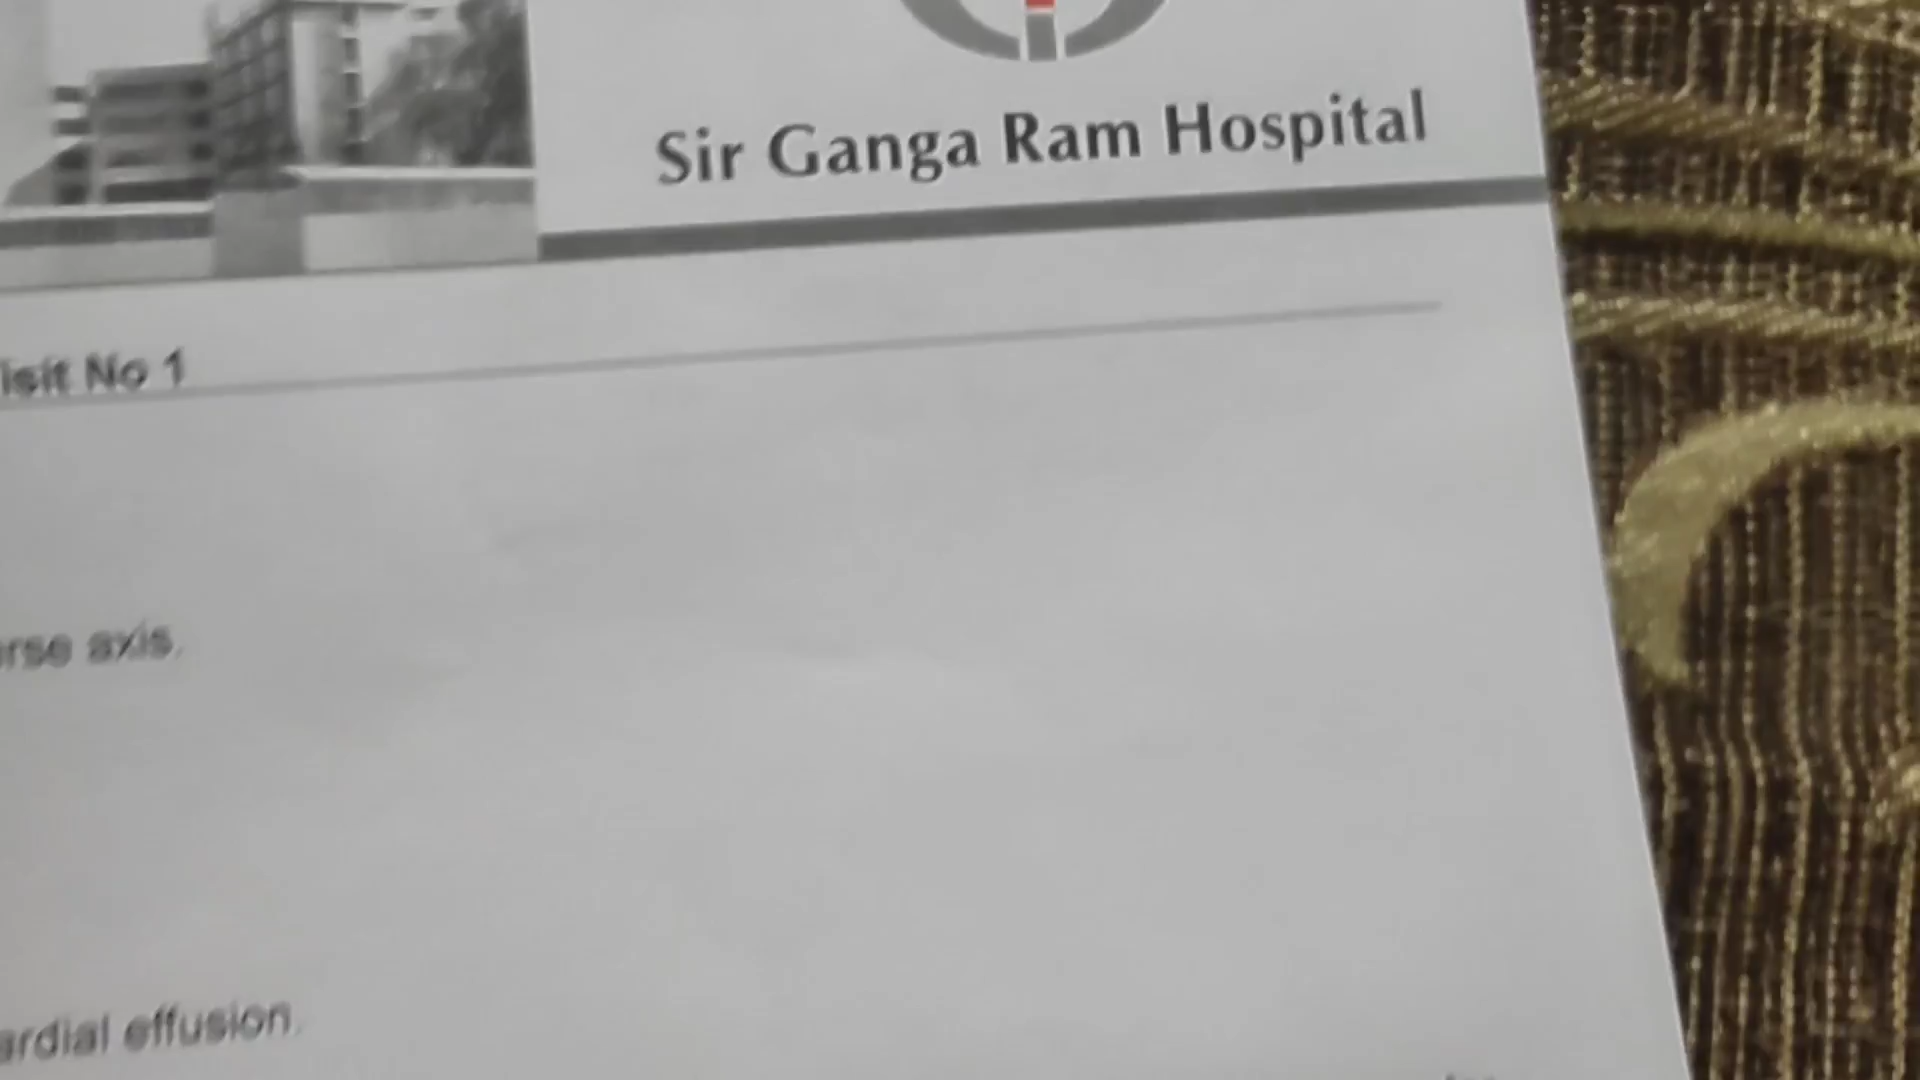 Sir Ganga Ram Hospital
isit No 1
rse axis.
ardial effusion.